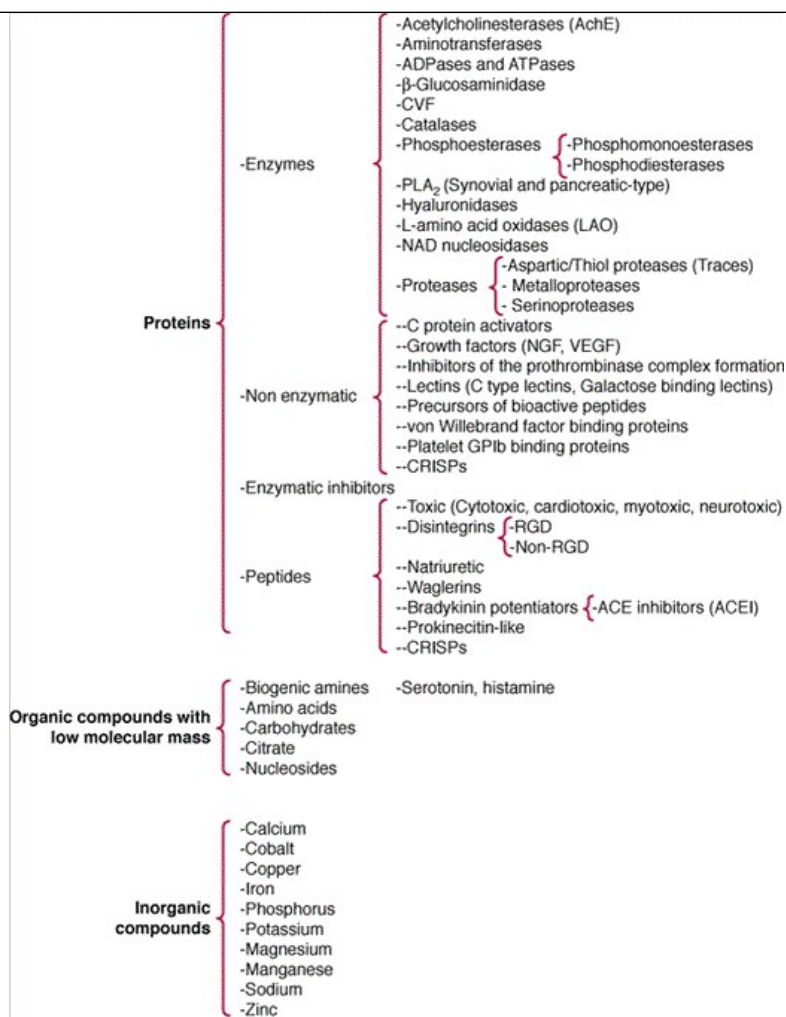 Proteins
-Enzymes
-Acetylcholinesterases (AchE)
-Aminotransferases
-ADPases and ATPases
-β-Glucosaminidase
-CVF
-Catalases
-Phosphoesterases
-Phosphomonoesterases
-Phosphodiesterases
-PLA₂ (Synovial and pancreatic-type)
-Hyaluronidases
-L-amino acid oxidases (LAO)
-NAD nucleosidases
-Proteases
-Aspartic/Thiol proteases (Traces)
- Metalloproteases
- Serinoproteases
-Non enzymatic
--C protein activators
--Growth factors (NGF, VEGF)
--Inhibitors of the prothrombinase complex formation
--Lectins (C type lectins, Galactose binding lectins)
--Precursors of bioactive peptides
--von Willebrand factor binding proteins
--Platelet GPIb binding proteins
--CRISPs
-Enzymatic inhibitors
-Peptides
--Toxic (Cytotoxic, cardiotoxic, myotoxic, neurotoxic)
--Disintegrins
-RGD
-Non-RGD
--Natriuretic
--Waglerins
--Bradykinin potentiators
-ACE inhibitors (ACEI)
--Prokinecitin-like
--CRISPs
Organic compounds with
low molecular mass
-Biogenic amines
-Serotonin, histamine
-Amino acids
-Carbohydrates
-Citrate
-Nucleosides
Inorganic
compounds
-Calcium
-Cobalt
-Copper
-Iron
-Phosphorus
-Potassium
-Magnesium
-Manganese
-Sodium
-Zinc